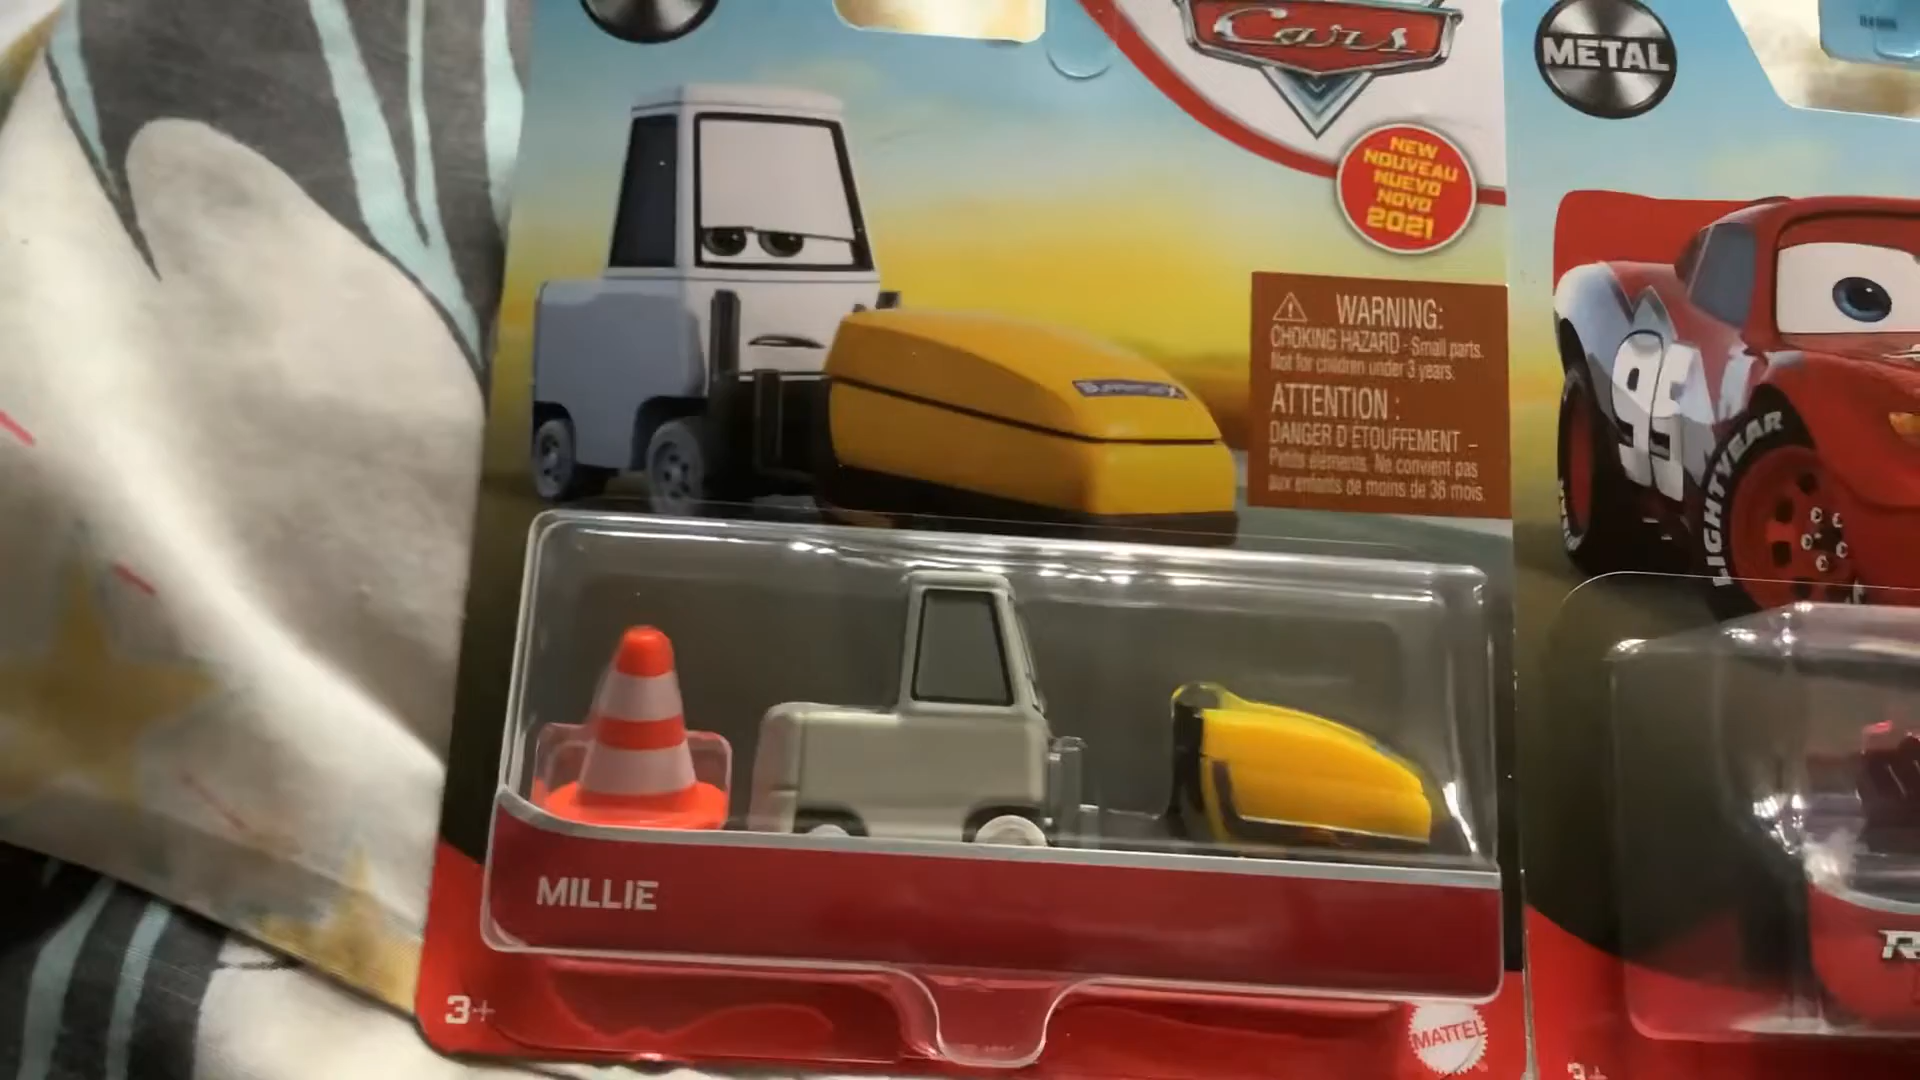 Cars
METAL
NEW
NOUVEAU
NUEVO
NOVO
2021
WARNING:
CHOKING HAZARD - Small parts.
Not for children under 3 years.
ATTENTION :
DANGER D'ÉTOUFFEMENT –
Petits éléments. Ne convient pas
aux enfants de moins de 36 mois.
95
LIGHTYEAR
MILLIE
3+
MATTEL
3+